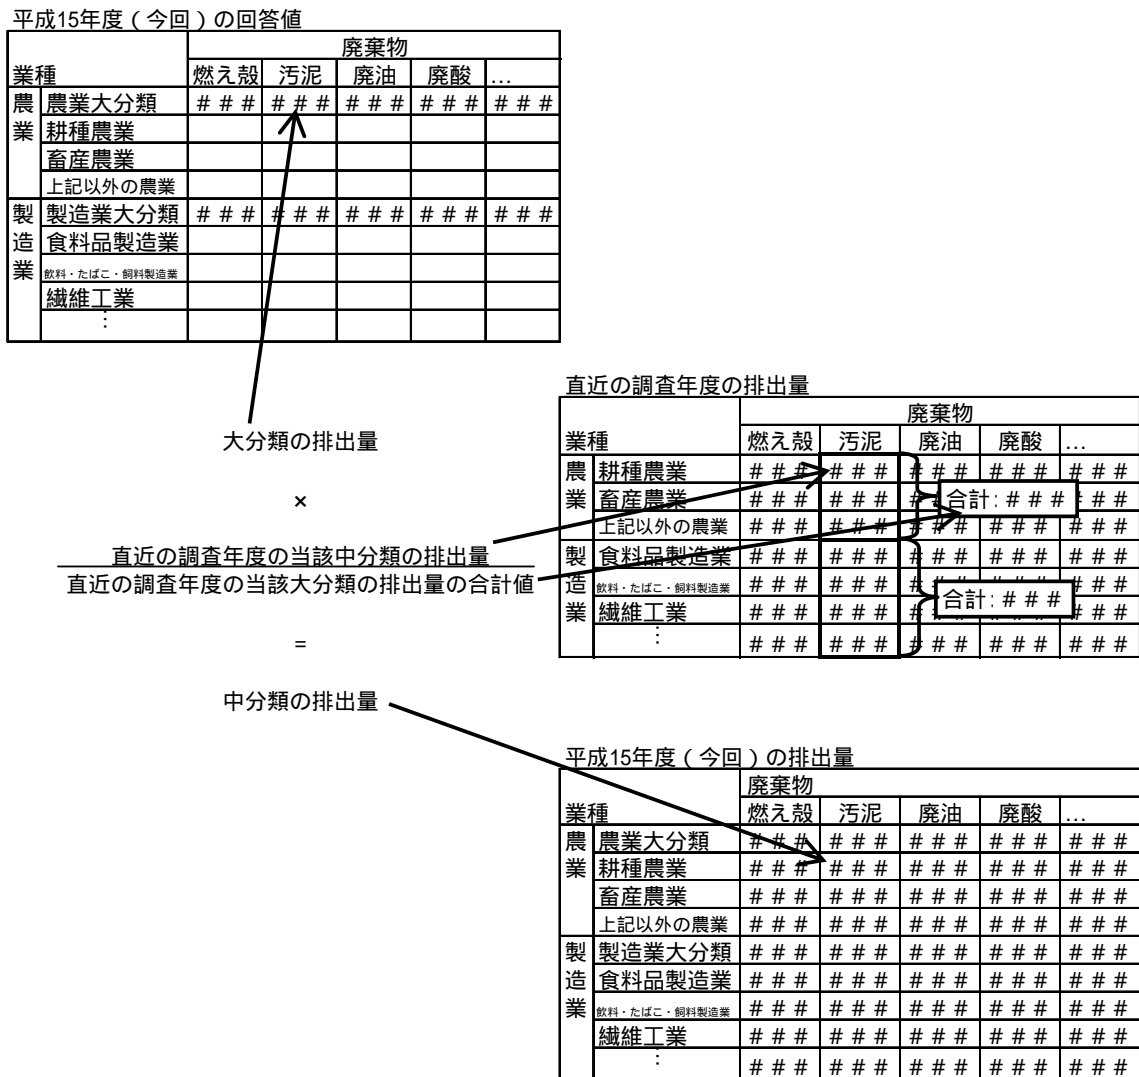 平成15年度（今回）の回答値
廃棄物
業種 燃え殻 汚泥 廃油 廃酸 …
農業 農業大分類 ＃＃＃ ＃＃＃ ＃＃＃ ＃＃＃ ＃＃＃
耕種農業
畜産農業
上記以外の農業
製造業 製造業大分類 ＃＃＃ ＃＃＃ ＃＃＃ ＃＃＃ ＃＃＃
食料品製造業
飲料・たばこ・飼料製造業
繊維工業
⋮
大分類の排出量
×
直近の調査年度の当該中分類の排出量
直近の調査年度の当該大分類の排出量の合計値
=
中分類の排出量
直近の調査年度の排出量
廃棄物
業種 燃え殻 汚泥 廃油 廃酸 …
農業 耕種農業 ＃＃＃ ＃＃＃ ＃＃＃ ＃＃＃ ＃＃＃
畜産農業 ＃＃＃ ＃＃＃ ＃ 合計:＃＃＃ ＃＃＃
上記以外の農業 ＃＃＃ ＃＃＃ ＃＃＃ ＃＃＃ ＃＃＃
製造業 食料品製造業 ＃＃＃ ＃＃＃ ＃＃＃ ＃＃＃ ＃＃＃
飲料・たばこ・飼料製造業 ＃＃＃ ＃＃＃ ＃＃＃ ＃＃＃ ＃＃＃
合計:＃＃＃
繊維工業 ＃＃＃ ＃＃＃ ＃＃＃ ＃＃＃ ＃＃＃
⋮ ＃＃＃ ＃＃＃ ＃＃＃ ＃＃＃ ＃＃＃
平成15年度（今回）の排出量
廃棄物
業種 燃え殻 汚泥 廃油 廃酸 …
農業 農業大分類 ＃＃＃ ＃＃＃ ＃＃＃ ＃＃＃ ＃＃＃
耕種農業 ＃＃＃ ＃＃＃ ＃＃＃ ＃＃＃ ＃＃＃
畜産農業 ＃＃＃ ＃＃＃ ＃＃＃ ＃＃＃ ＃＃＃
上記以外の農業 ＃＃＃ ＃＃＃ ＃＃＃ ＃＃＃ ＃＃＃
製造業 製造業大分類 ＃＃＃ ＃＃＃ ＃＃＃ ＃＃＃ ＃＃＃
食料品製造業 ＃＃＃ ＃＃＃ ＃＃＃ ＃＃＃ ＃＃＃
飲料・たばこ・飼料製造業 ＃＃＃ ＃＃＃ ＃＃＃ ＃＃＃ ＃＃＃
繊維工業 ＃＃＃ ＃＃＃ ＃＃＃ ＃＃＃ ＃＃＃
⋮ ＃＃＃ ＃＃＃ ＃＃＃ ＃＃＃ ＃＃＃